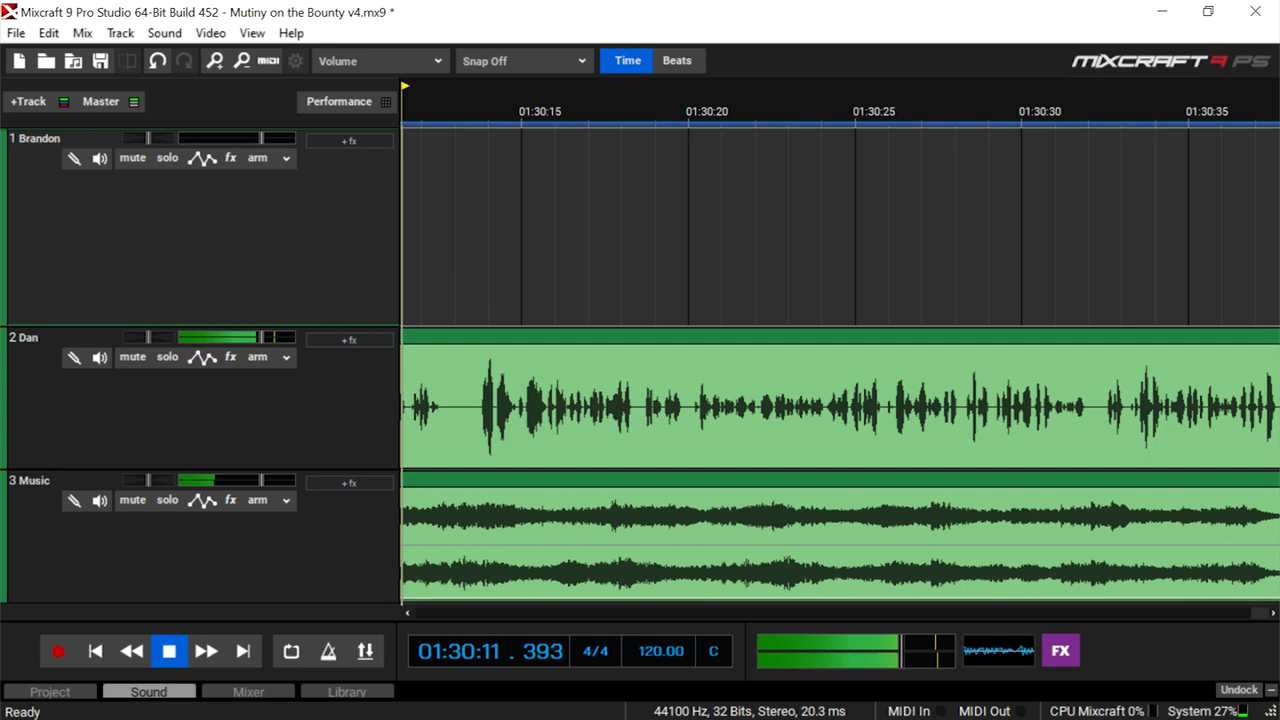 Mixcraft 9 Pro Studio 64-Bit Build 452 - Mutiny on the Bounty v4.mx9 *
File Edit Mix Track Sound Video View Help
MIDI Volume Snap Off Time Beats MIXCRAFT 9 PS
+Track Master Performance
01:30:15 01:30:20 01:30:25 01:30:30 01:30:35
1 Brandon +fx
mute solo fx arm
2 Dan +fx
mute solo fx arm
3 Music +fx
mute solo fx arm
01:30:11 . 393 4/4 120.00 C FX
Project Sound Mixer Library Undock
Ready 44100 Hz, 32 Bits, Stereo, 20.3 ms MIDI In MIDI Out CPU Mixcraft 0% System 27%